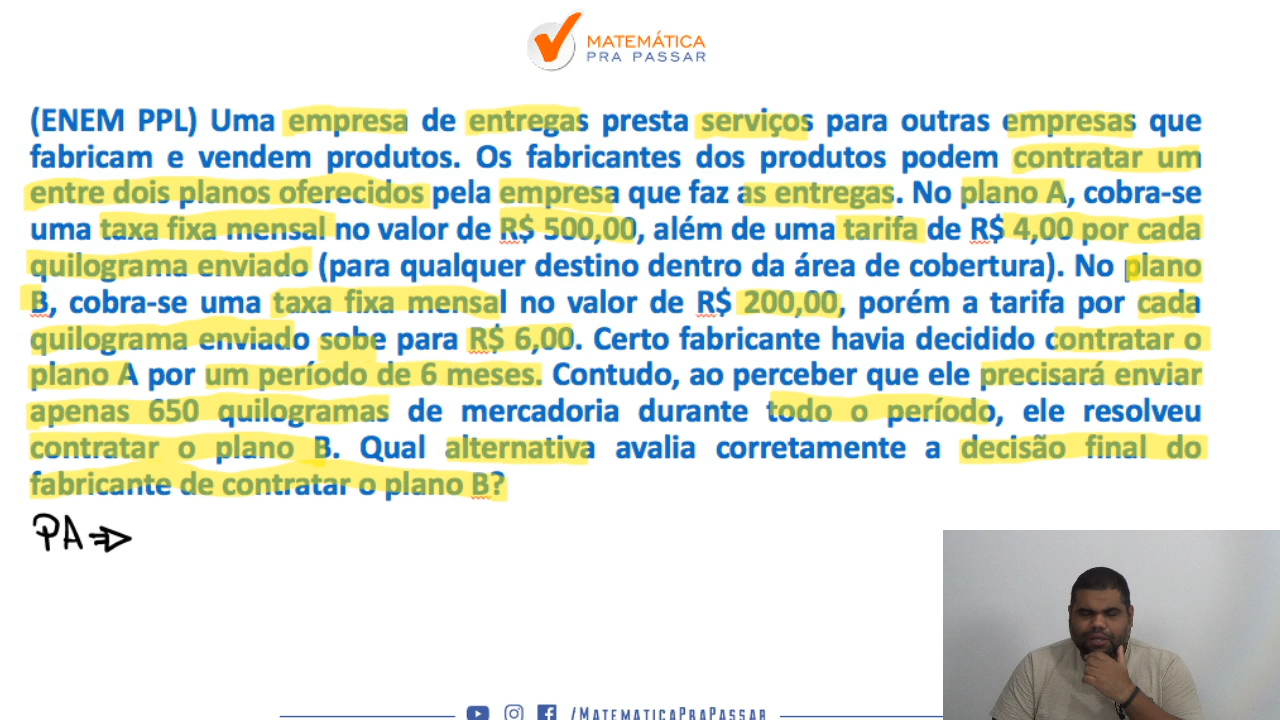 MATEMÁTICA
PRA PASSAR
(ENEM PPL) Uma empresa de entregas presta serviços para outras empresas que
fabricam e vendem produtos. Os fabricantes dos produtos podem contratar um
entre dois planos oferecidos pela empresa que faz as entregas. No plano A, cobra-se
uma taxa fixa mensal no valor de R$ 500,00, além de uma tarifa de R$ 4,00 por cada
quilograma enviado (para qualquer destino dentro da área de cobertura). No plano
B, cobra-se uma taxa fixa mensal no valor de R$ 200,00, porém a tarifa por cada
quilograma enviado sobe para R$ 6,00. Certo fabricante havia decidido contratar o
plano A por um período de 6 meses. Contudo, ao perceber que ele precisará enviar
apenas 650 quilogramas de mercadoria durante todo o período, ele resolveu
contratar o plano B. Qual alternativa avalia corretamente a decisão final do
fabricante de contratar o plano B?
PA ⇒
/MATEMATICAPRAPASSAR